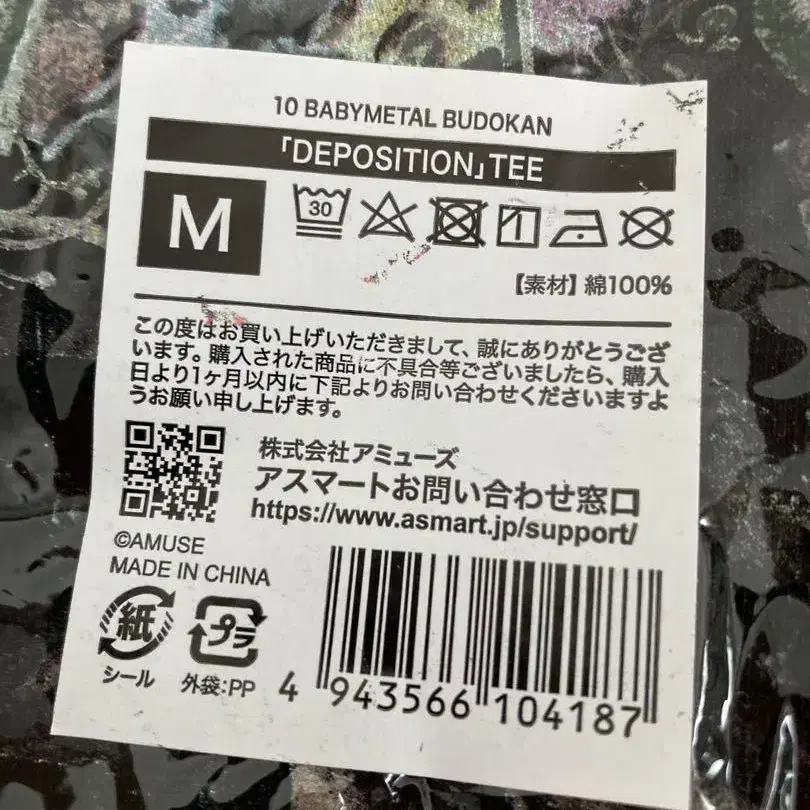 10 BABYMETAL BUDOKAN
「DEPOSITION」TEE
M
30
【素材】綿100%
この度はお買い上げいただきまして、誠にありがとうござ
います。購入された商品に不具合等ございましたら、購入
日より1ヶ月以内に下記よりお問い合わせくださいますよ
うお願い申し上げます。
株式会社アミューズ
アスマートお問い合わせ窓口
https://www.asmart.jp/support/
©AMUSE
MADE IN CHINA
紙
シール
プラ
外袋:PP
4 943566 104187